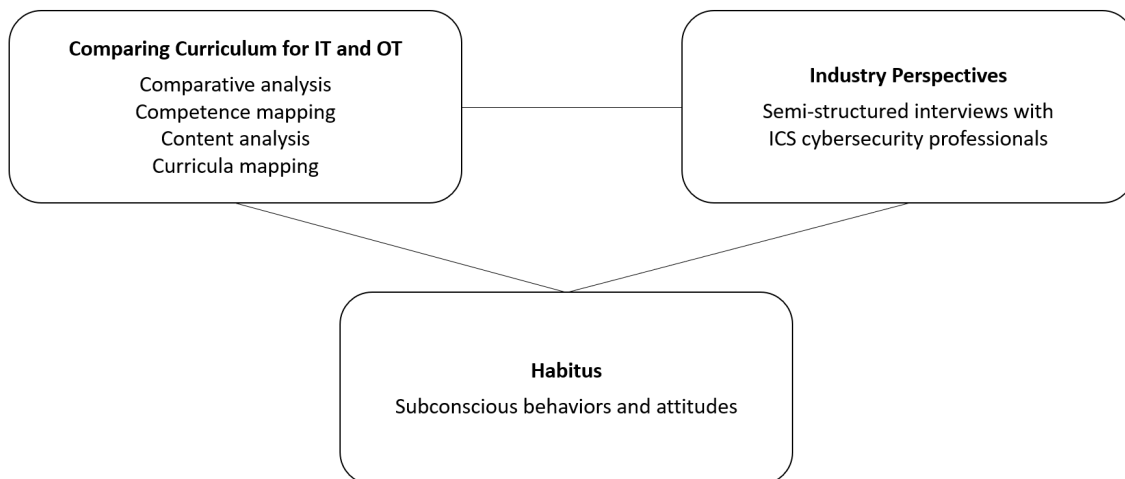 Comparing Curriculum for IT and OT
Comparative analysis
Competence mapping
Content analysis
Curricula mapping
Industry Perspectives
Semi-structured interviews with
ICS cybersecurity professionals
Habitus
Subconscious behaviors and attitudes